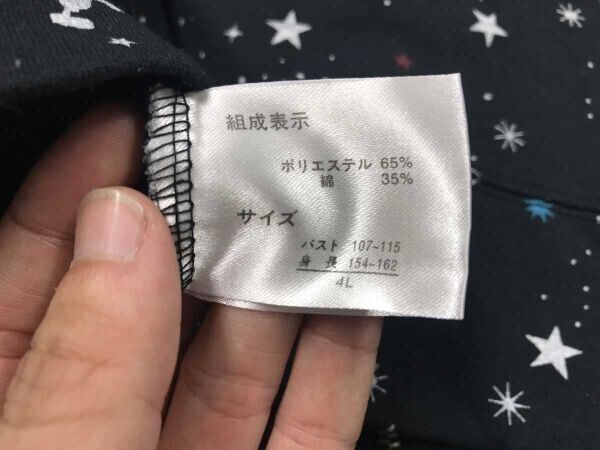 組成表示
ポリエステル 65%
綿 35%
サイズ
バスト 107-115
身長 154-162
4L